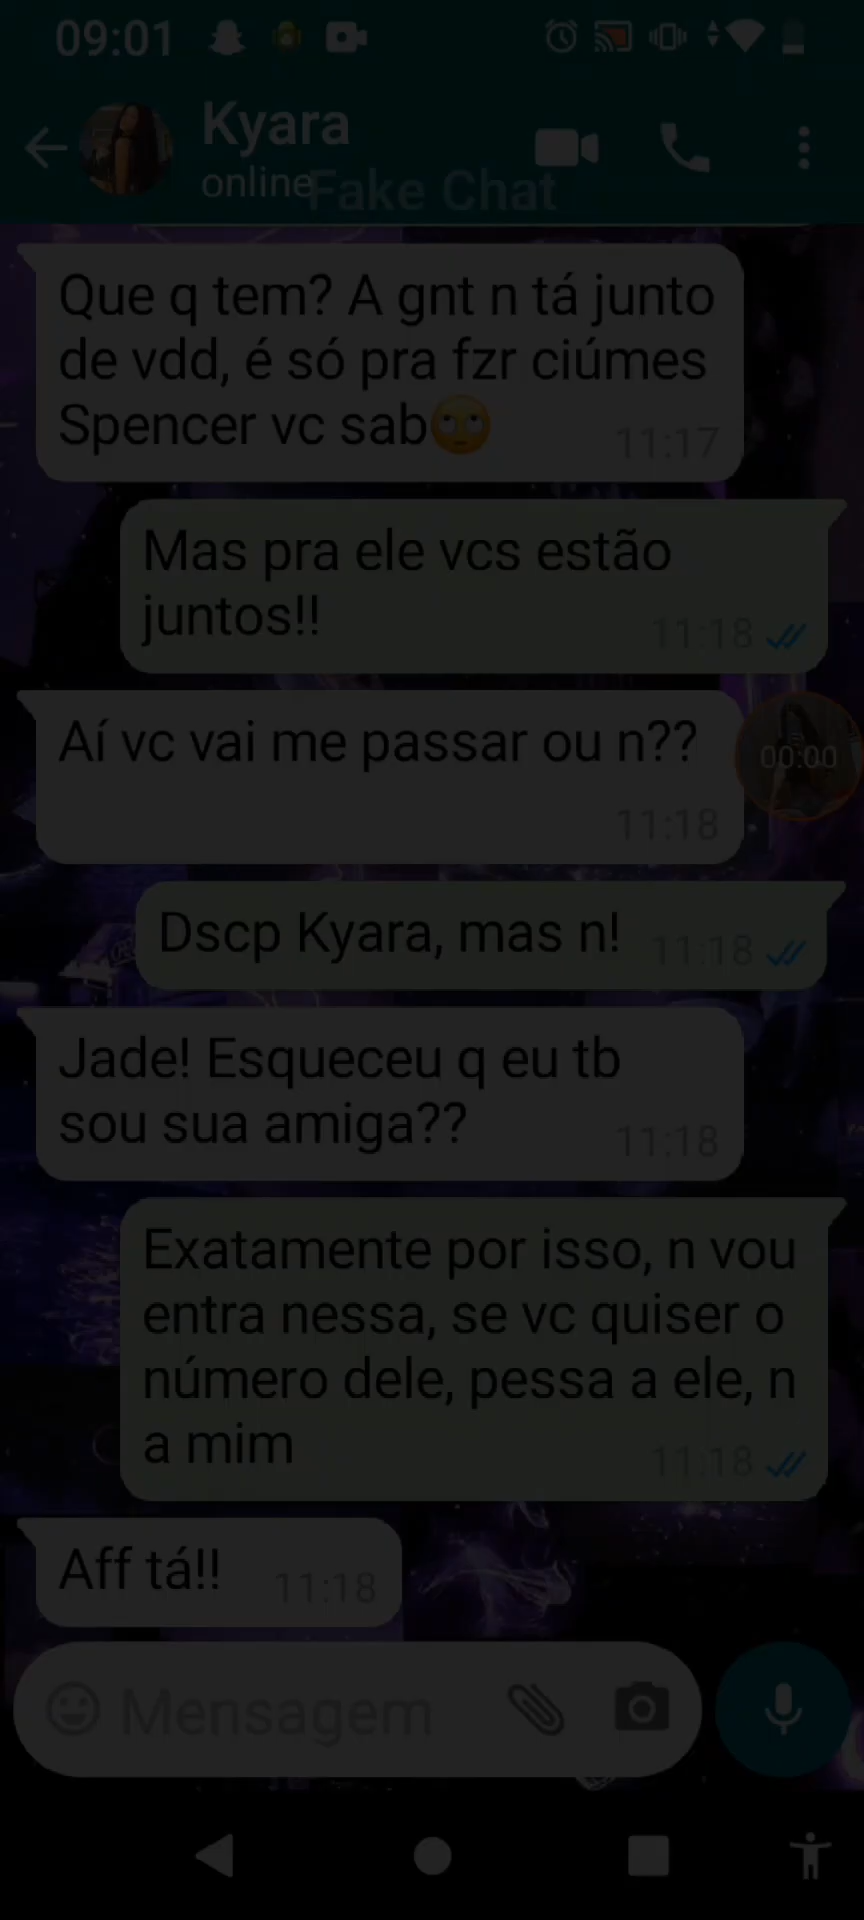 09:01
Kyara
online
Fake Chat
Que q tem? A gnt n tá junto
de vdd, é só pra fzr ciúmes
Spencer vc sab🙄
11:17
Mas pra ele vcs estão
juntos!!
11:18
Aí vc vai me passar ou n??
11:18
00:00
Dscp Kyara, mas n!
11:18
Jade! Esqueceu q eu tb
sou sua amiga??
11:18
Exatamente por isso, n vou
entra nessa, se vc quiser o
número dele, pessa a ele, n
a mim
11:18
Aff tá!!
11:18
Mensagem